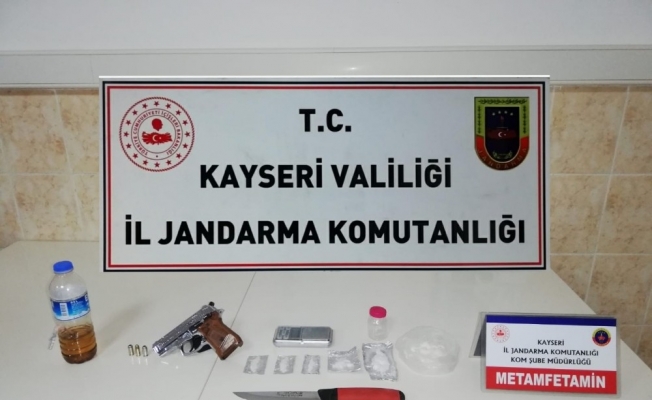 T.C.
KAYSERİ VALİLİĞİ
İL JANDARMA KOMUTANLIĞI
KAYSERİ
İL JANDARMA KOMUTANLIĞI
KOM ŞUBE MÜDÜRLÜĞÜ
METAMFETAMİN